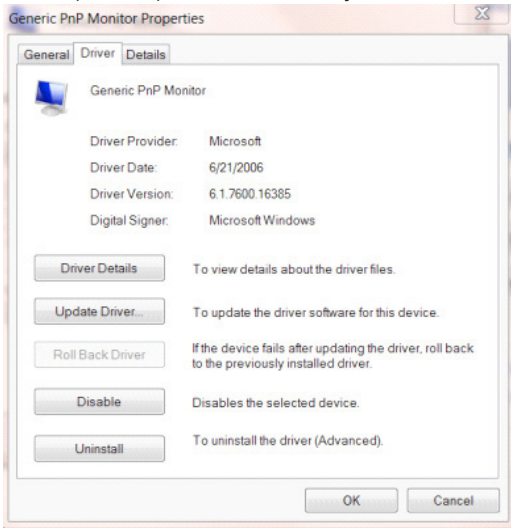 Generic PnP Monitor Properties
General Driver Details
Generic PnP Monitor
Driver Provider: Microsoft
Driver Date: 6/21/2006
Driver Version: 6.1.7600.16385
Digital Signer: Microsoft Windows
Driver Details To view details about the driver files.
Update Driver... To update the driver software for this device.
Roll Back Driver If the device fails after updating the driver, roll back
to the previously installed driver.
Disable Disables the selected device.
Uninstall To uninstall the driver (Advanced).
OK Cancel